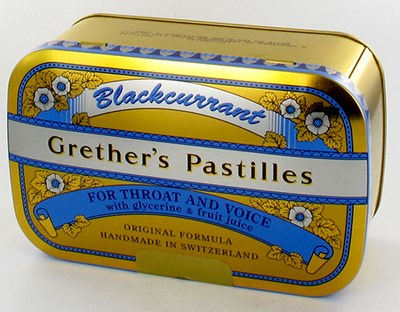 Blackcurrant
Grether's Pastilles
FOR THROAT AND VOICE
with glycerine & fruit juice
ORIGINAL FORMULA
HANDMADE IN SWITZERLAND